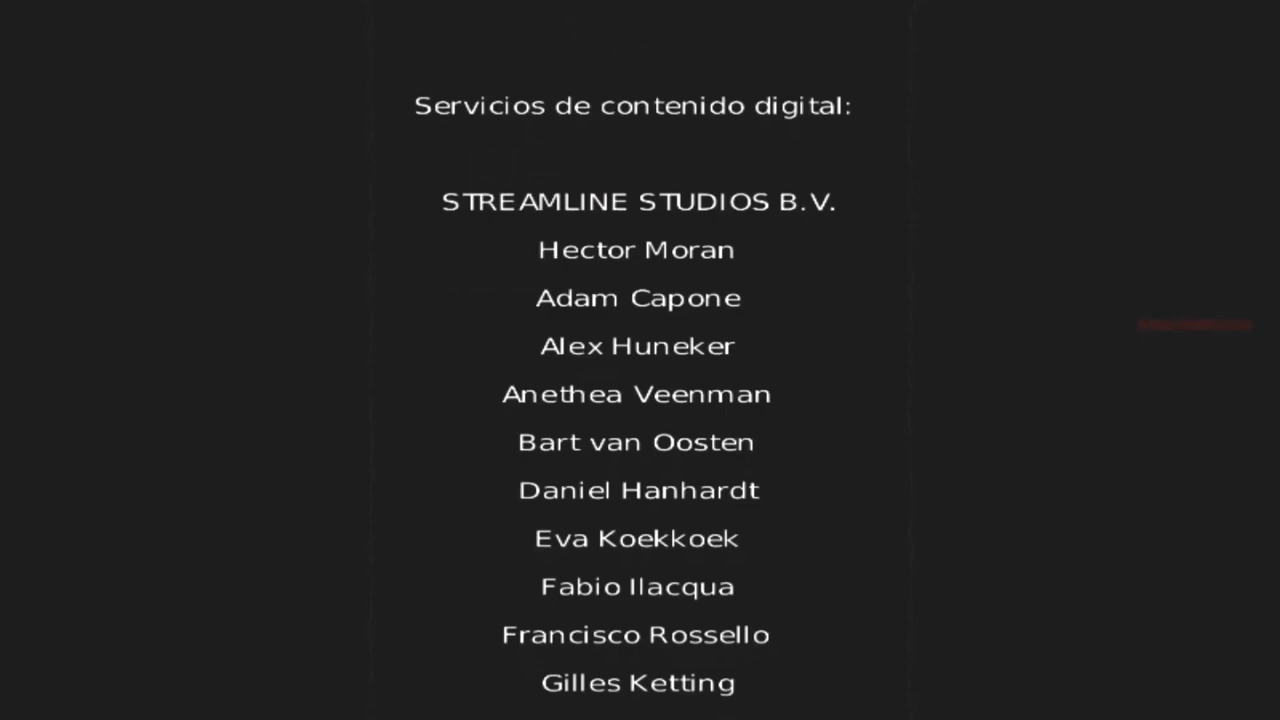 Servicios de contenido digital:
STREAMLINE STUDIOS B.V.
Hector Moran
Adam Capone
Alex Huneker
Anethea Veenman
Bart van Oosten
Daniel Hanhardt
Eva Koekkoek
Fabio Ilacqua
Francisco Rossello
Gilles Ketting